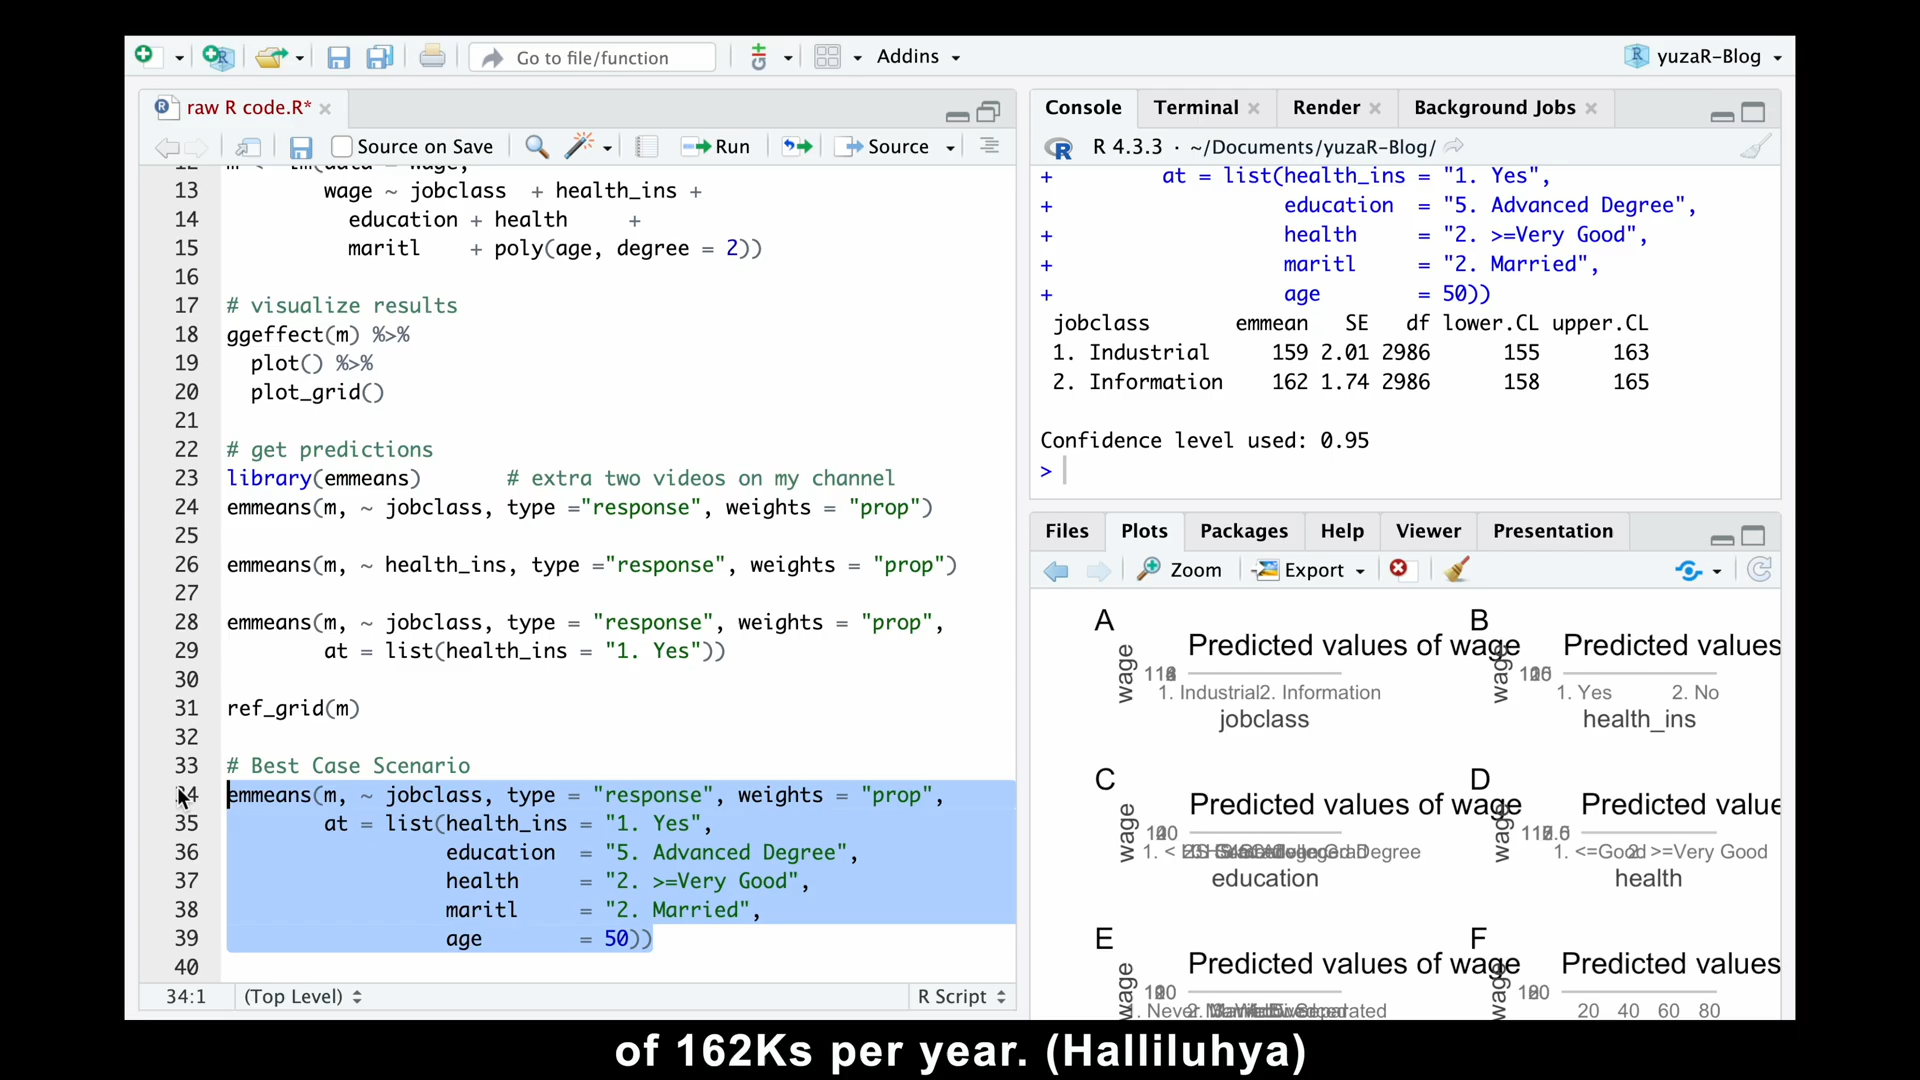 Go to file/function
Addins
yuzaR-Blog
raw R code.R*
Source on Save
Run
Source
13 wage ~ jobclass + health_ins +
14 education + health +
15 maritl + poly(age, degree = 2))
16
17 # visualize results
18 ggeffect(m) %>%
19 plot() %>%
20 plot_grid()
21
22 # get predictions
23 library(emmeans) # extra two videos on my channel
24 emmeans(m, ~ jobclass, type ="response", weights = "prop")
25
26 emmeans(m, ~ health_ins, type ="response", weights = "prop")
27
28 emmeans(m, ~ jobclass, type = "response", weights = "prop",
29 at = list(health_ins = "1. Yes"))
30
31 ref_grid(m)
32
33 # Best Case Scenario
34 emmeans(m, ~ jobclass, type = "response", weights = "prop",
35 at = list(health_ins = "1. Yes",
36 education = "5. Advanced Degree",
37 health = "2. >=Very Good",
38 maritl = "2. Married",
39 age = 50))
40
34:1 (Top Level) R Script
Console Terminal Render Background Jobs
R 4.3.3 · ~/Documents/yuzaR-Blog/
+ at = list(health_ins = "1. Yes",
+ education = "5. Advanced Degree",
+ health = "2. >=Very Good",
+ maritl = "2. Married",
+ age = 50))
jobclass emmean SE df lower.CL upper.CL
1. Industrial 159 2.01 2986 155 163
2. Information 162 1.74 2986 158 165
Confidence level used: 0.95
>
Files Plots Packages Help Viewer Presentation
Zoom Export
A
Predicted values of wage
wage
1. Industrial 2. Information
jobclass
B
Predicted values
wage
1. Yes 2. No
health_ins
C
Predicted values of wage
wage
education
D
Predicted value
wage
1. <=Good 2. >=Very Good
health
E
Predicted values of wage
wage
F
Predicted values
wage
20 40 60 80
of 162Ks per year. (Halliluhya)